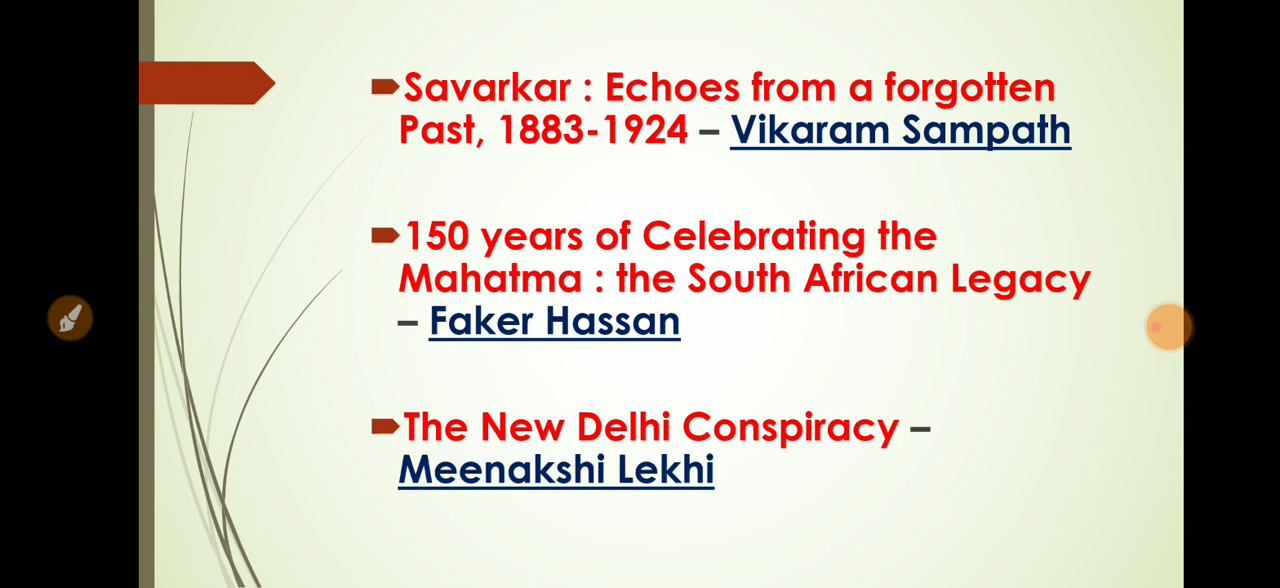 Savarkar : Echoes from a forgotten
Past, 1883-1924 – Vikaram Sampath
150 years of Celebrating the
Mahatma : the South African Legacy
– Faker Hassan
The New Delhi Conspiracy –
Meenakshi Lekhi